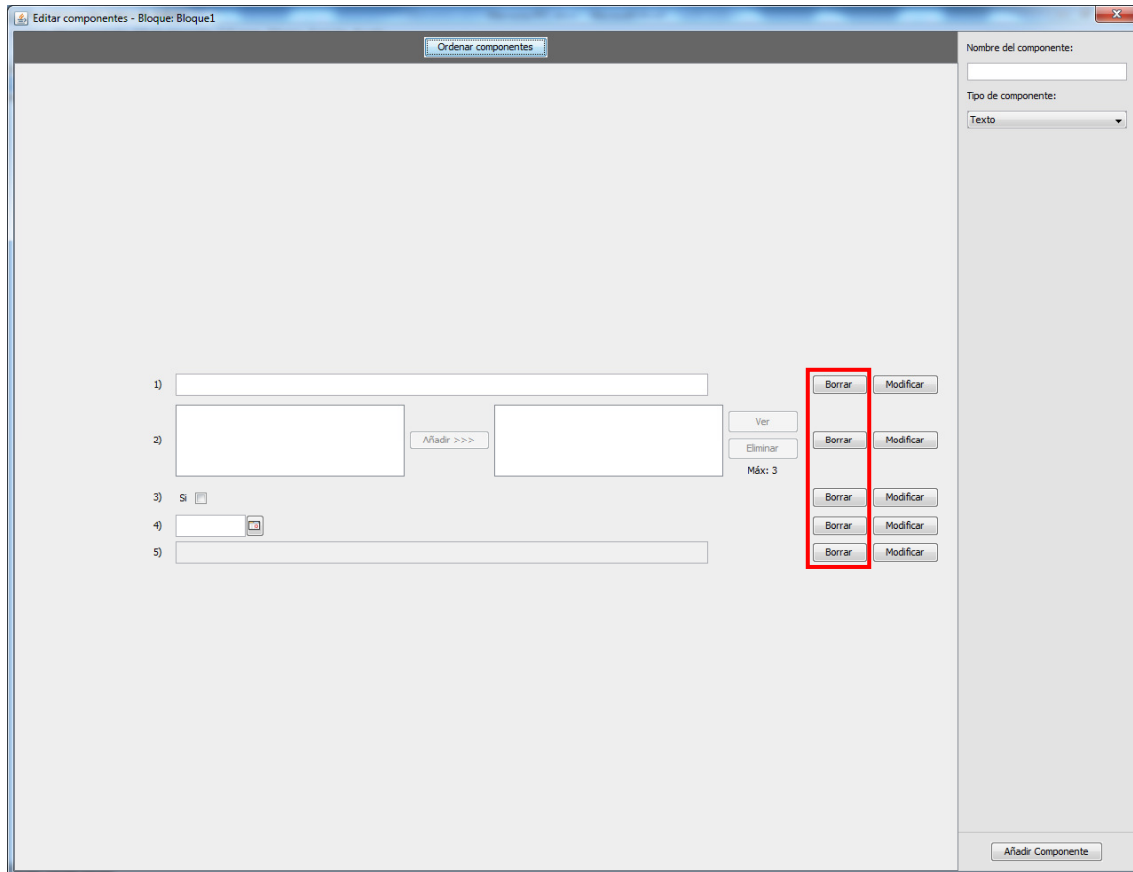 Editar componentes - Bloque: Bloque1
Ordenar componentes
Nombre del componente:
Tipo de componente:
Texto
1)
Borrar
Modificar
2)
Añadir >>>
Ver
Eliminar
Máx: 3
Borrar
Modificar
3) Si
Borrar
Modificar
4)
Borrar
Modificar
5)
Borrar
Modificar
Añadir Componente